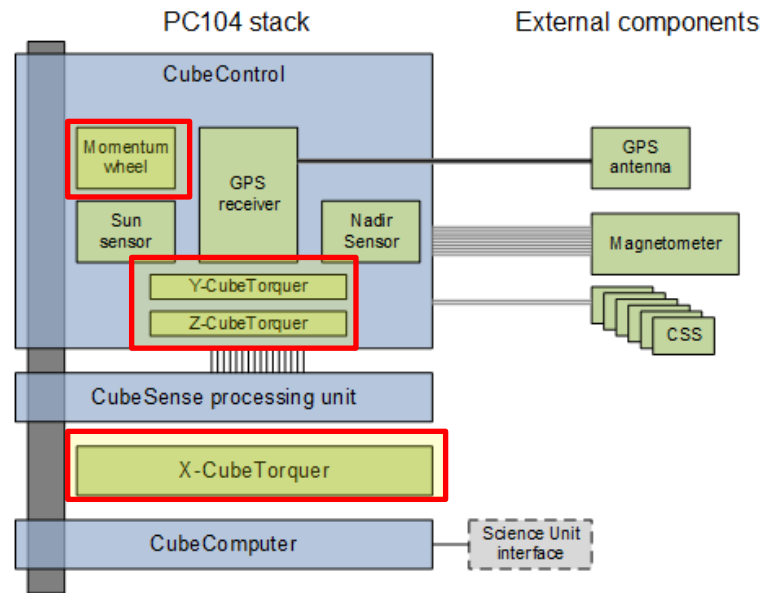 PC104 stack
External components
CubeControl
Momentum
wheel
GPS
receiver
GPS
antenna
Sun
sensor
Nadir
Sensor
Magnetometer
Y-CubeTorquer
Z-CubeTorquer
CSS
CubeSense processing unit
X-CubeTorquer
CubeComputer
Science Unit
interface